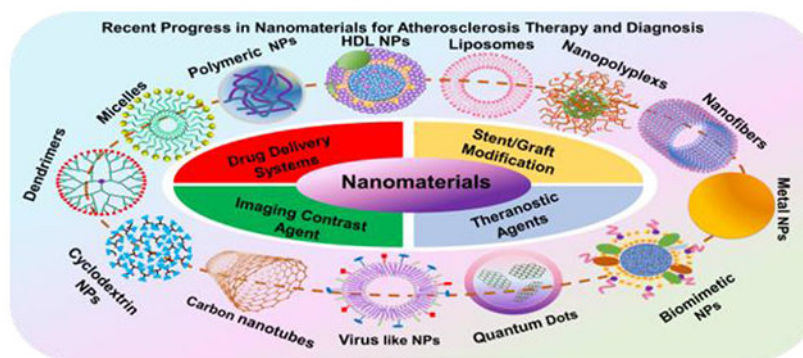 Recent Progress in Nanomaterials for Atherosclerosis Therapy and Diagnosis
Dendrimers
Micelles
Polymeric NPs
HDL NPs
Liposomes
Nanopolyplexs
Nanofibers
Metal NPs
Drug Delivery
Systems
Stent/Graft
Modification
Nanomaterials
Imaging Contrast
Agent
Theranostic
Agents
Cyclodextrin
NPs
Carbon nanotubes
Virus like NPs
Quantum Dots
Biomimetic
NPs